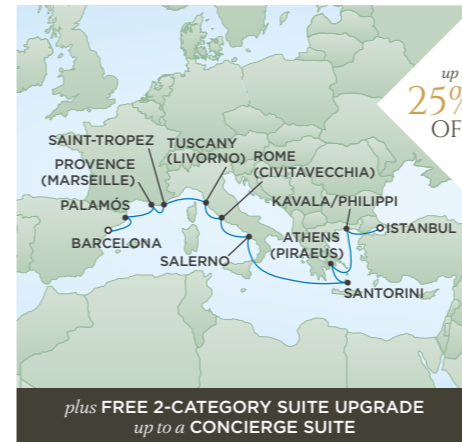 up
25%
OF
SAINT-TROPEZ
TUSCANY
(LIVORNO)
ROME
(CIVITAVECCHIA)
PROVENCE
(MARSEILLE)
KAVALA/PHILIPPI
PALAMÓS
ISTANBUL
BARCELONA
ATHENS
(PIRAEUS)
SALERNO
SANTORINI
plus FREE 2-CATEGORY SUITE UPGRADE
up to a CONCIERGE SUITE